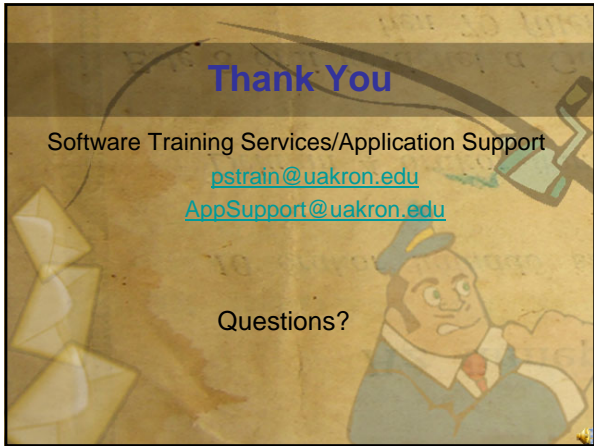 Thank You
Software Training Services/Application Support
pstrain@uakron.edu
AppSupport@uakron.edu
Questions?